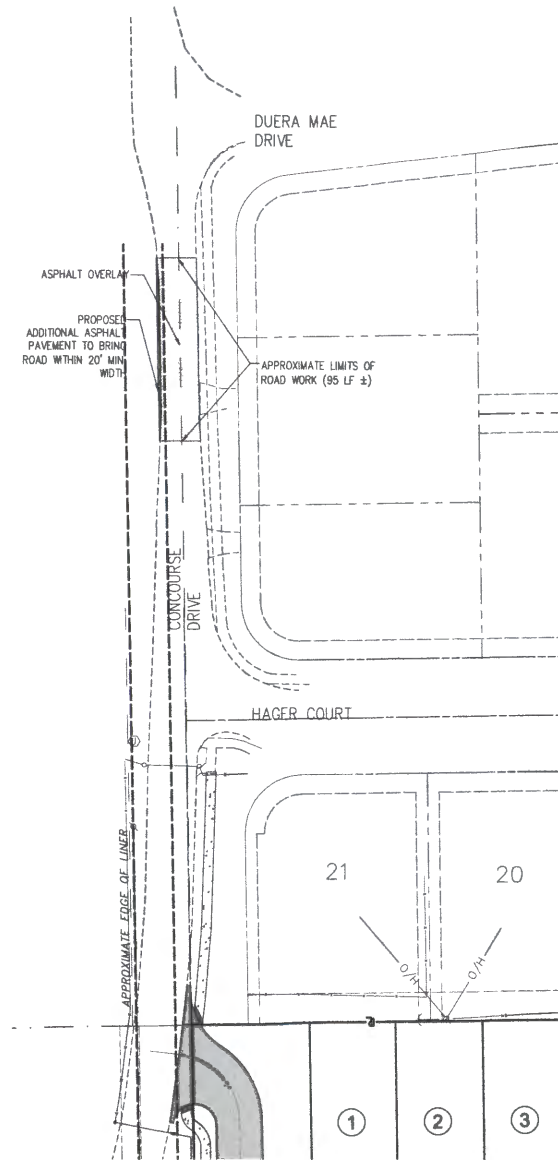 DUERA MAE
DRIVE
ASPHALT OVERLAY
PROPOSED
ADDITIONAL ASPHALT
PAVEMENT TO BRING
ROAD WITHIN 20' MIN
WIDTH
APPROXIMATE LIMITS OF
ROAD WORK (95 LF ±)
CONCOURSE
DRIVE
HAGER COURT
APPROXIMATE EDGE OF LINER
21
20
O/H
O/H
1
2
3